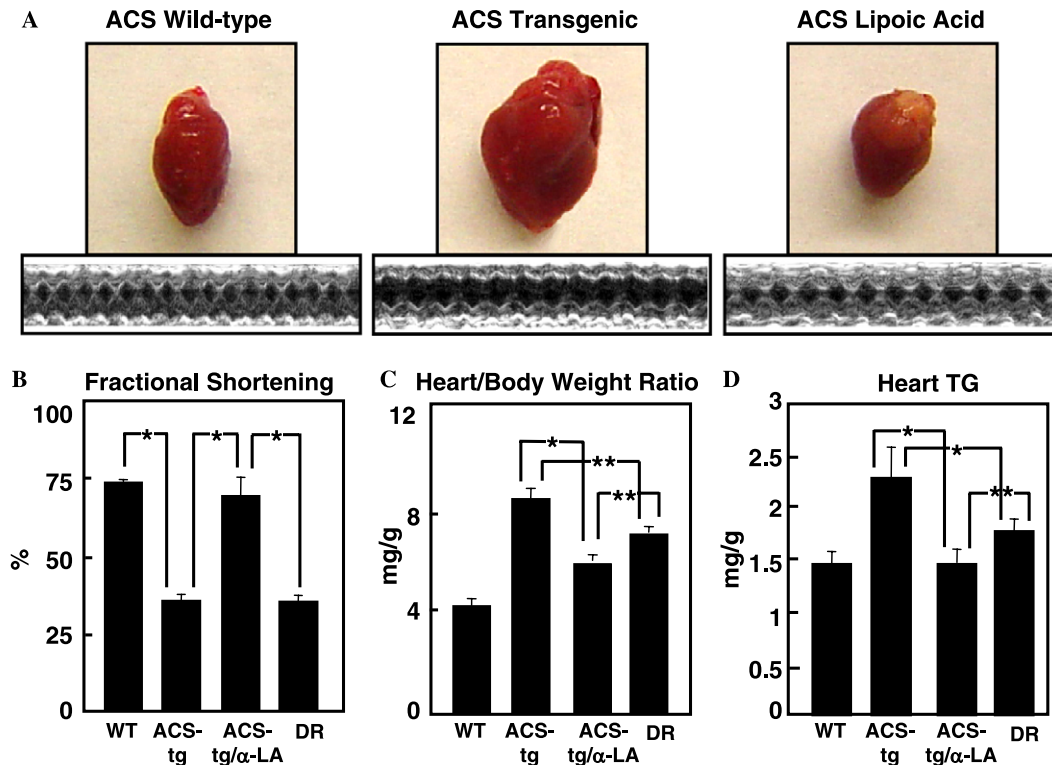 A
ACS Wild-type
ACS Transgenic
ACS Lipoic Acid
B
Fractional Shortening
100
75
50
25
0
%
*
*
*
WT
ACS-
tg
ACS-
tg/α-LA
DR
C
Heart/Body Weight Ratio
12
8
4
0
mg/g
*
**
**
WT
ACS-
tg
ACS-
tg/α-LA
DR
D
Heart TG
3
2.5
2
1.5
1
0.5
0
mg/g
*
*
**
WT
ACS-
tg
ACS-
tg/α-LA
DR